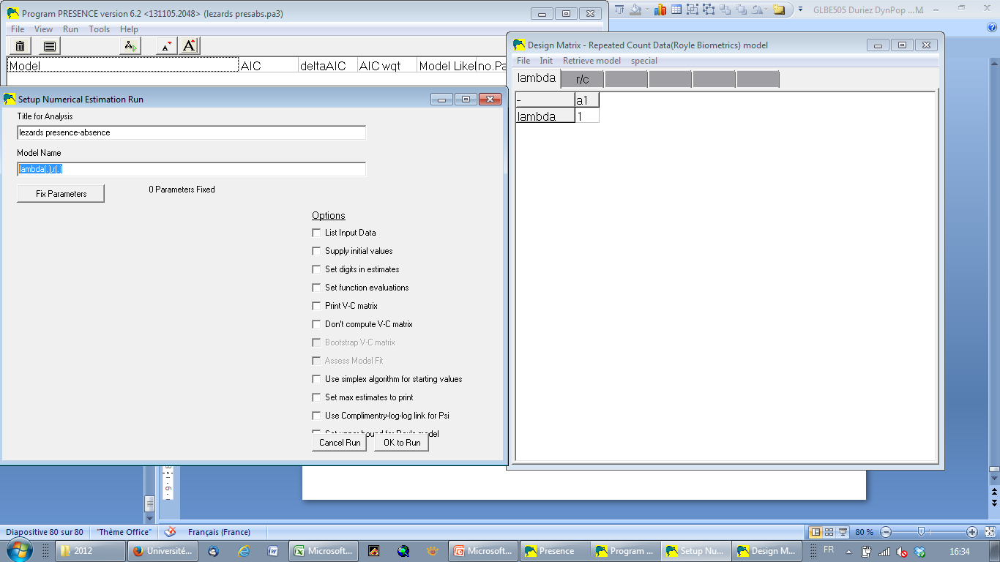 Program PRESENCE version 6.2 <131105.2048> (lezards presabs.pa3)
File View Run Tools Help
A A
Model AIC deltaAIC AIC wgt Model Likel no.Pa
GLBE505 Duriez DynPop ...
Setup Numerical Estimation Run
Title for Analysis
lezards presence-absence
Model Name
lambda(.),r(.)
Fix Parameters 0 Parameters Fixed
Options
List Input Data
Supply initial values
Set digits in estimates
Set function evaluations
Print V-C matrix
Don't compute V-C matrix
Bootstrap V-C matrix
Assess Model Fit
Use simplex algorithm for starting values
Set max estimates to print
Use Complimentry-log-log link for Psi
Set upper bound for Royle model
Cancel Run OK to Run
Design Matrix - Repeated Count Data(Royle Biometrics) model
File Init Retrieve model special
lambda r/c
- a1
lambda 1
Diapositive 80 sur 80 "Thème Office" Français (France) 80 %
2012 Université... Microsoft... Microsoft... Presence Program ... Setup Nu... Design M... FR 16:34